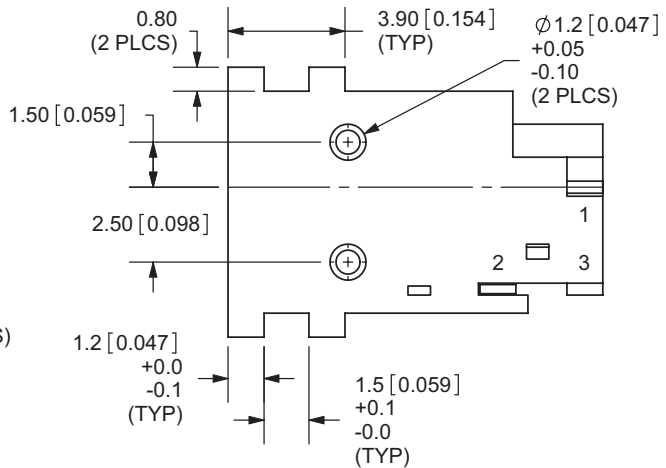 0.80
(2 PLCS)
3.90 [0.154]
(TYP)
Ø1.2 [0.047]
+0.05
-0.10
(2 PLCS)
1.50 [0.059]
2.50 [0.098]
1
2
3
S)
1.2 [0.047]
+0.0
-0.1
(TYP)
1.5 [0.059]
+0.1
-0.0
(TYP)